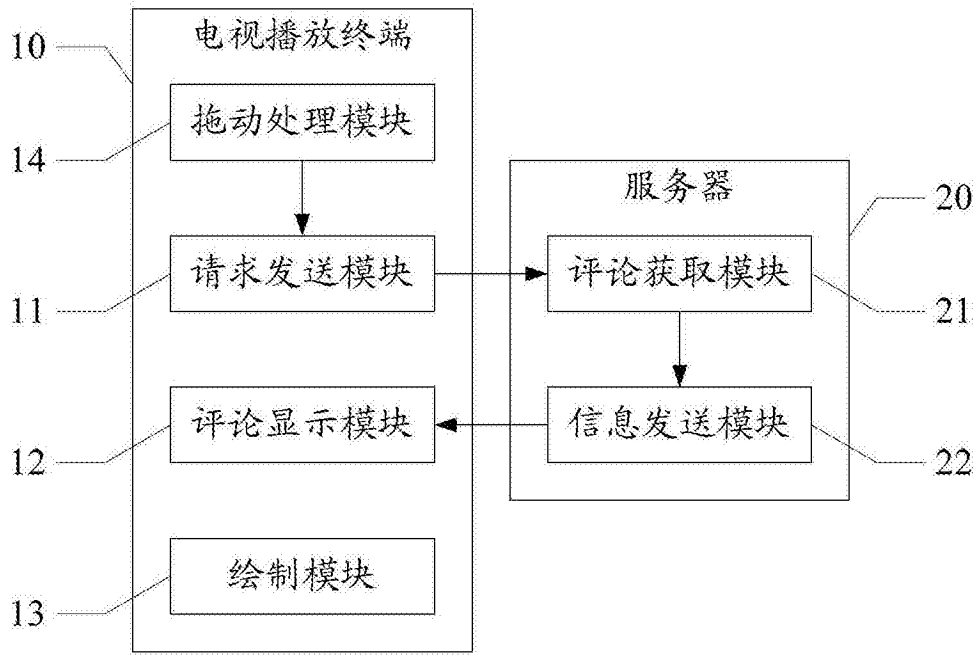 电视播放终端
10
拖动处理模块
14
服务器
20
请求发送模块
11
评论获取模块
21
评论显示模块
12
信息发送模块
22
绘制模块
13